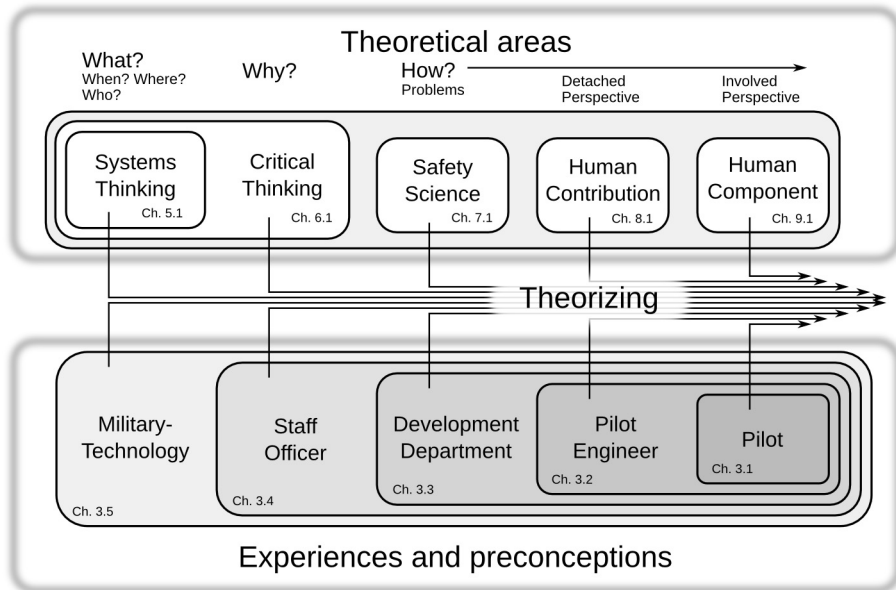 Theoretical areas
What?
When? Where?
Who?
Why?
How?
Problems
Detached
Perspective
Involved
Perspective
Systems
Thinking
Ch. 5.1
Critical
Thinking
Ch. 6.1
Safety
Science
Ch. 7.1
Human
Contribution
Ch. 8.1
Human
Component
Ch. 9.1
Theorizing
Military-
Technology
Ch. 3.5
Staff
Officer
Ch. 3.4
Development
Department
Ch. 3.3
Pilot
Engineer
Ch. 3.2
Pilot
Ch. 3.1
Experiences and preconceptions